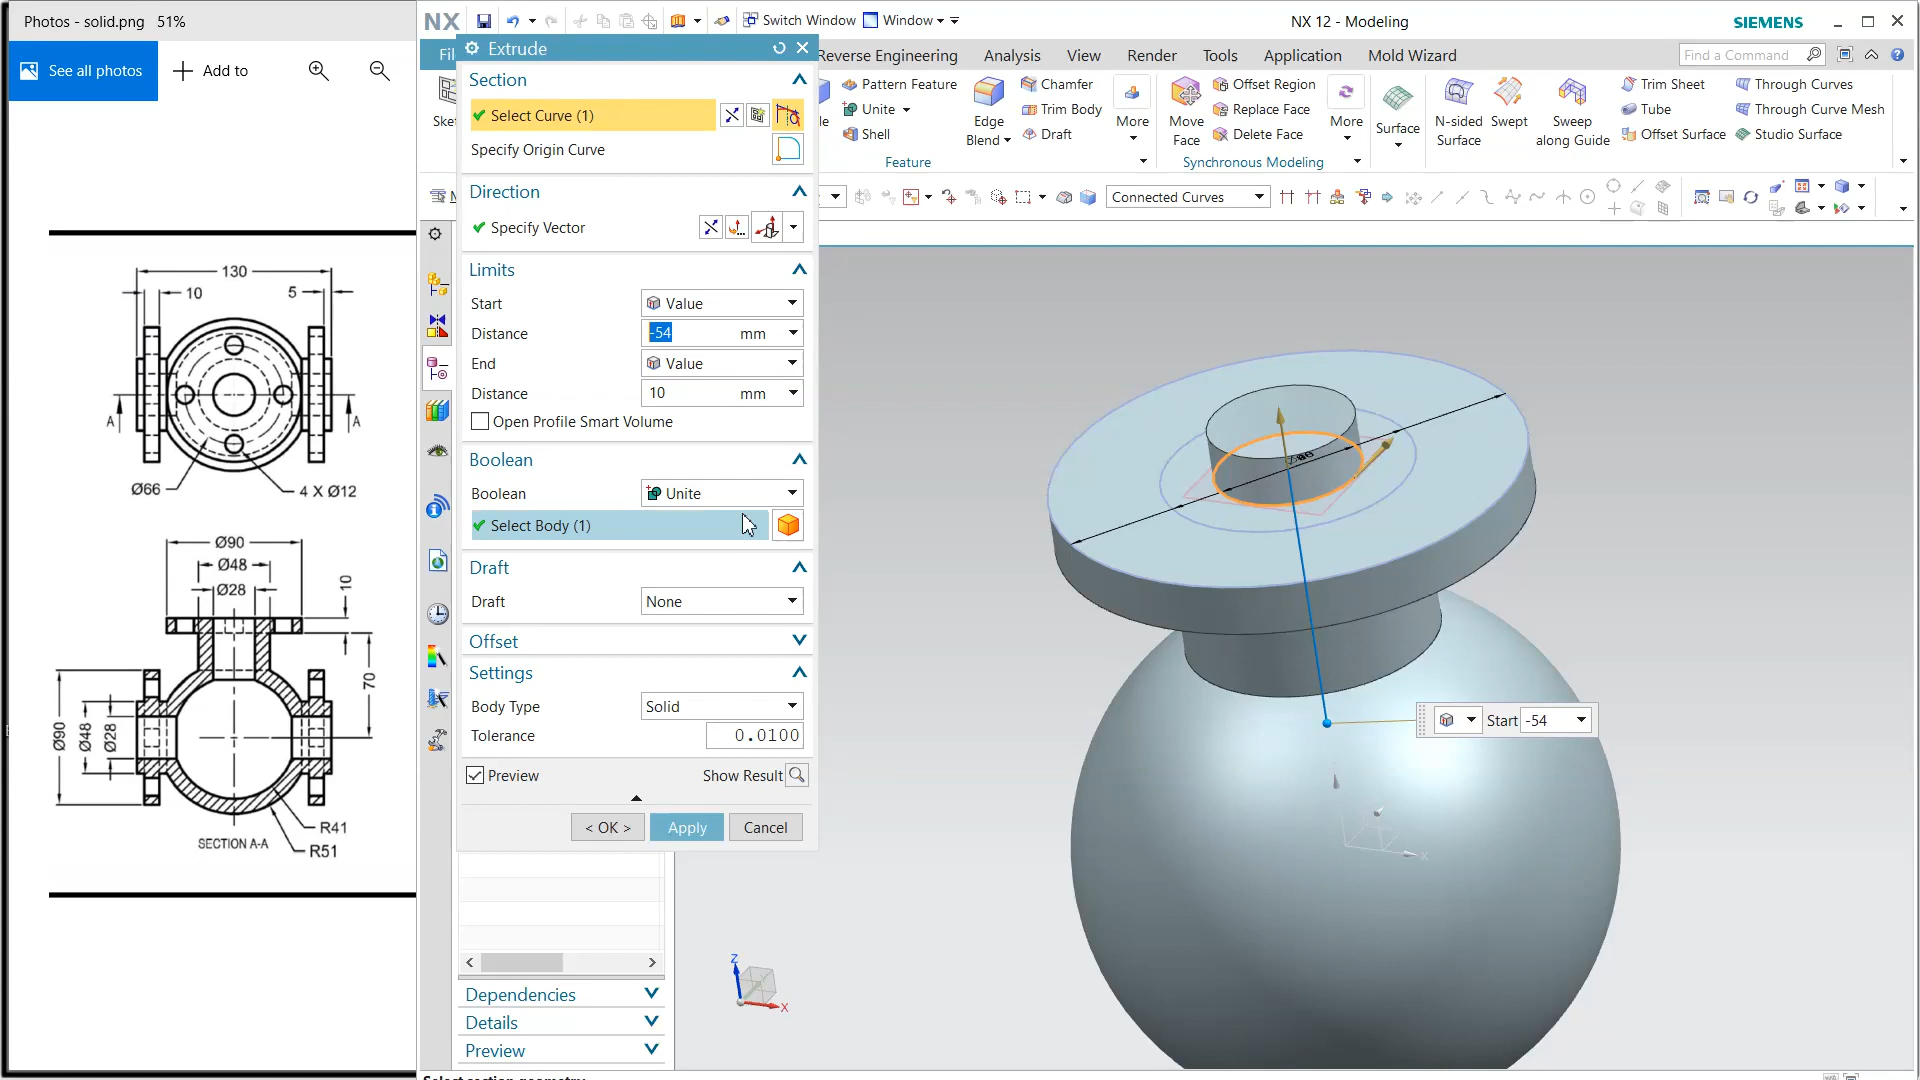 Photos - solid.png 51%
See all photos
Add to
130
10
5
A
A
Ø66
4 X Ø12
Ø90
Ø48
Ø28
10
70
Ø90
Ø48
Ø28
R41
R51
SECTION A-A
NX
Switch Window
Window
NX 12 - Modeling
SIEMENS
Fil
Reverse Engineering
Analysis
View
Render
Tools
Application
Mold Wizard
Find a Command
Extrude
Section
Select Curve (1)
Specify Origin Curve
Direction
Specify Vector
Limits
Start
Value
Distance
-54
mm
End
Value
Distance
10
mm
Open Profile Smart Volume
Boolean
Boolean
Unite
Select Body (1)
Draft
Draft
None
Offset
Settings
Body Type
Solid
Tolerance
0.0100
Preview
Show Result
< OK >
Apply
Cancel
Dependencies
Details
Preview
Sket
le
Pattern Feature
Unite
Shell
Edge
Blend
Chamfer
Trim Body
Draft
More
Feature
Move
Face
Offset Region
Replace Face
Delete Face
More
Synchronous Modeling
Surface
N-sided
Surface
Swept
Sweep
along Guide
Trim Sheet
Tube
Offset Surface
Through Curves
Through Curve Mesh
Studio Surface
Connected Curves
Start
-54
X
Z
X